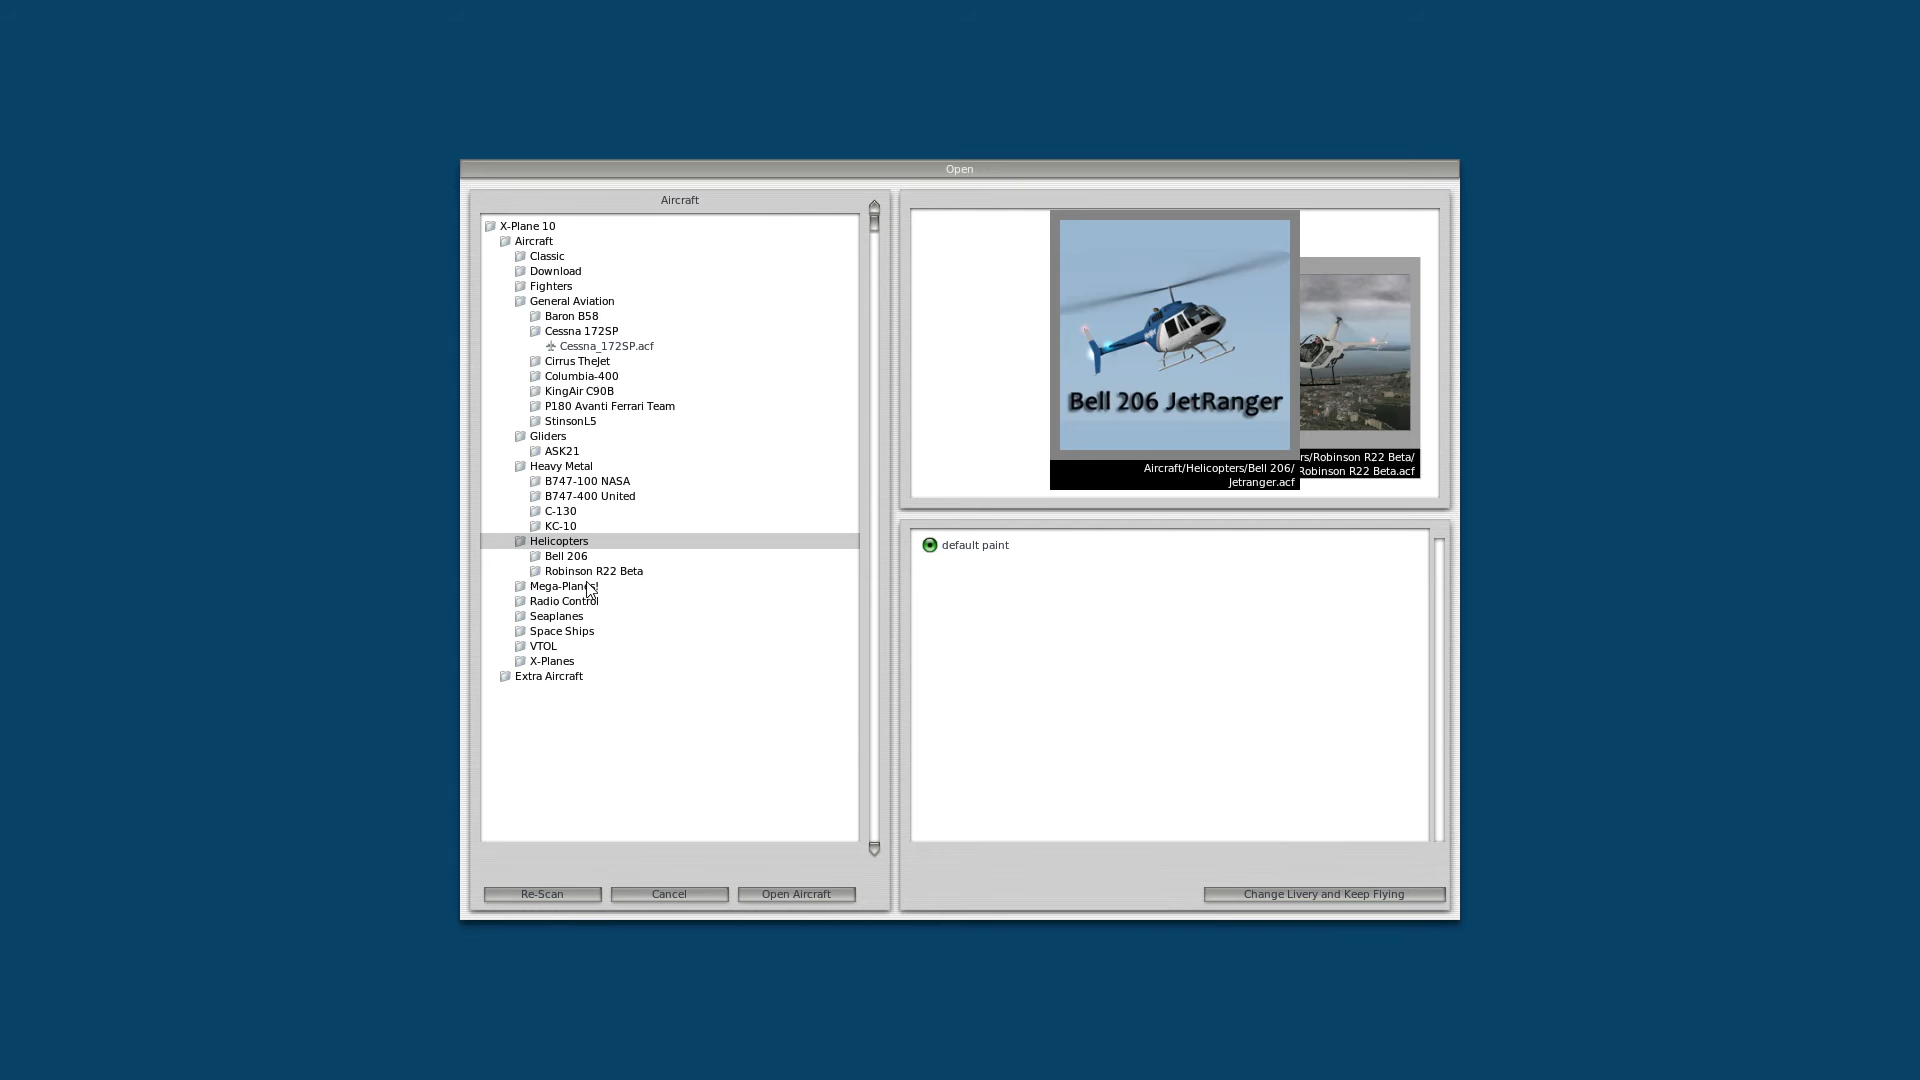 Open
Aircraft
X-Plane 10
Aircraft
Classic
Download
Fighters
General Aviation
Baron B58
Cessna 172SP
Cessna_172SP.acf
Cirrus TheJet
Columbia-400
KingAir C90B
P180 Avanti Ferrari Team
StinsonL5
Gliders
ASK21
Heavy Metal
B747-100 NASA
B747-400 United
C-130
KC-10
Helicopters
Bell 206
Robinson R22 Beta
Mega-Planes!
Radio Control
Seaplanes
Space Ships
VTOL
X-Planes
Extra Aircraft
Re-Scan
Cancel
Open Aircraft
Bell 206 JetRanger
Aircraft/Helicopters/Bell 206/
Jetranger.acf
rs/Robinson R22 Beta/
Robinson R22 Beta.acf
default paint
Change Livery and Keep Flying